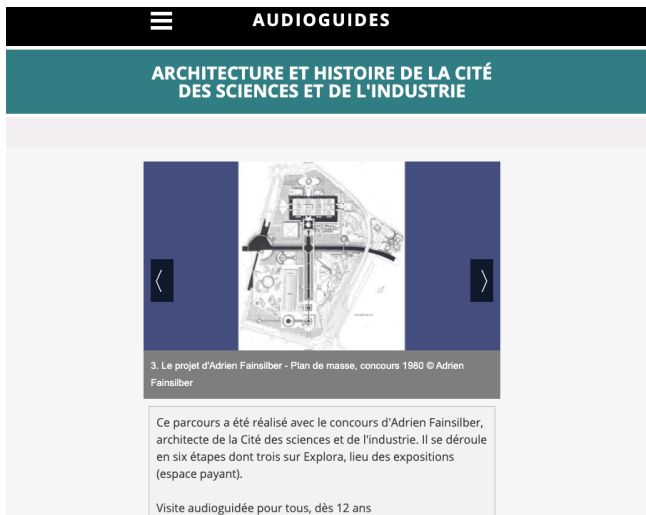 AUDIOGUIDES
ARCHITECTURE ET HISTOIRE DE LA CITÉ
DES SCIENCES ET DE L'INDUSTRIE
3. Le projet d'Adrien Fainsilber - Plan de masse, concours 1980 © Adrien
Fainsilber
Ce parcours a été réalisé avec le concours d'Adrien Fainsilber,
architecte de la Cité des sciences et de l'industrie. Il se déroule
en six étapes dont trois sur Explora, lieu des expositions
(espace payant).
Visite audioguidée pour tous, dès 12 ans